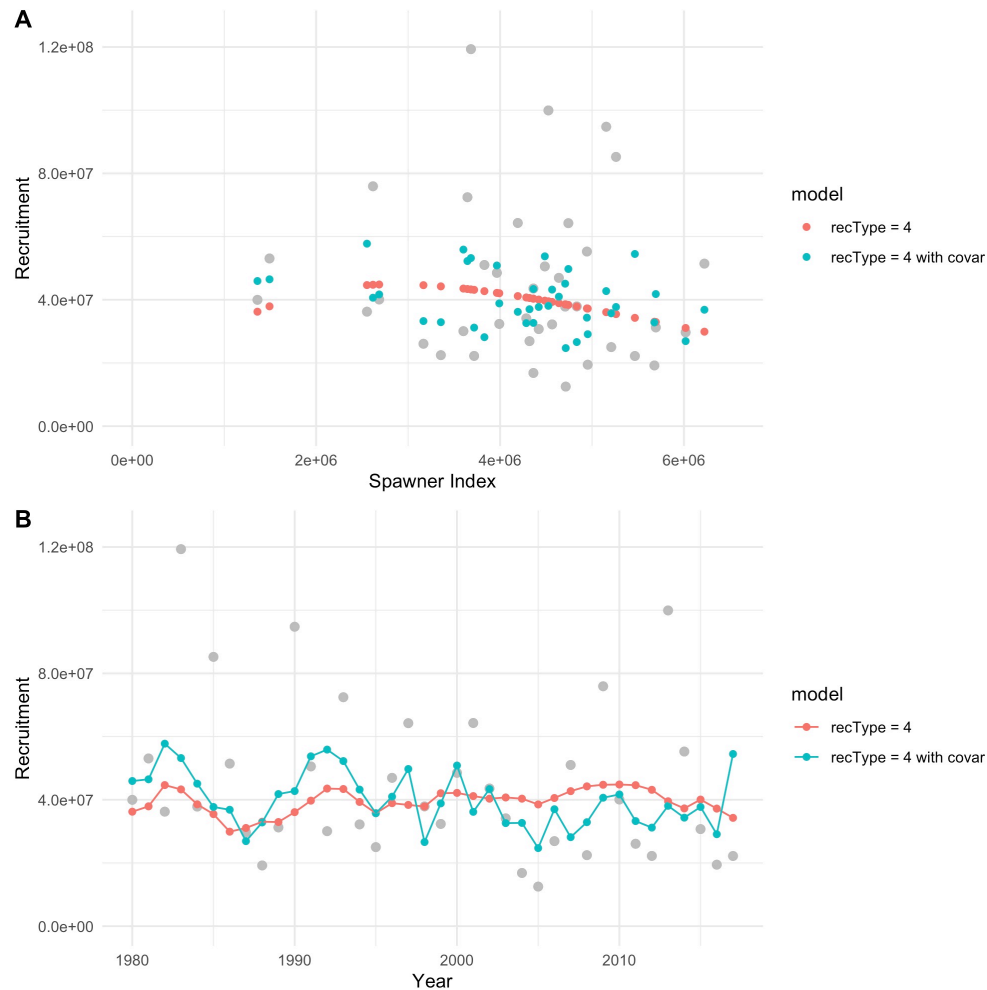 A
1.2e+08
8.0e+07
4.0e+07
0.0e+00
Recruitment
0e+00 2e+06 4e+06 6e+06
Spawner Index
model
recType = 4
recType = 4 with covar
B
1.2e+08
8.0e+07
4.0e+07
0.0e+00
Recruitment
1980 1990 2000 2010
Year
model
recType = 4
recType = 4 with covar